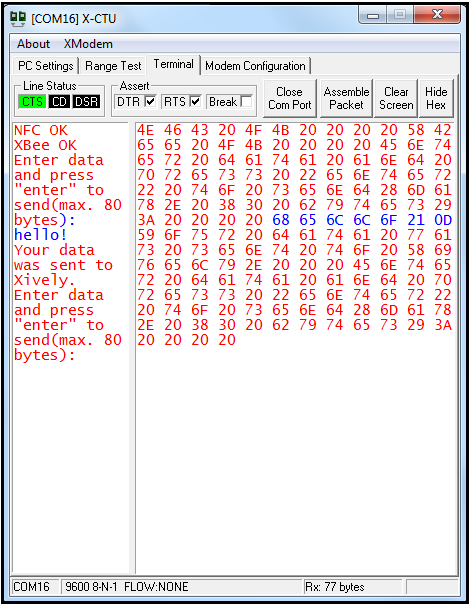 [COM16] X-CTU
About XModem
PC Settings Range Test Terminal Modem Configuration
Line Status
CTS CD DSR
Assert
DTR RTS Break
Close Com Port
Assemble Packet
Clear Screen
Hide Hex
NFC OK
XBee OK
Enter data
and press
"enter" to
send(max. 80
bytes):
hello!
Your data
was sent to
Xively.
Enter data
and press
"enter" to
send(max. 80
bytes):
4E 46 43 20 4F 4B 20 20 20 20 58 42
65 65 20 4F 4B 20 20 20 20 45 6E 74
65 72 20 64 61 74 61 20 61 6E 64 20
70 72 65 73 73 20 22 65 6E 74 65 72
22 20 74 6F 20 73 65 6E 64 28 6D 61
78 2E 20 38 30 20 62 79 74 65 73 29
3A 20 20 20 20 68 65 6C 6C 6F 21 0D
59 6F 75 72 20 64 61 74 61 20 77 61
73 20 73 65 6E 74 20 74 6F 20 58 69
76 65 6C 79 2E 20 20 20 45 6E 74 65
72 20 64 61 74 61 20 61 6E 64 20 70
72 65 73 73 20 22 65 6E 74 65 72 22
20 74 6F 20 73 65 6E 64 28 6D 61 78
2E 20 38 30 20 62 79 74 65 73 29 3A
20 20 20 20
COM16 9600 8-N-1 FLOW:NONE Rx: 77 bytes